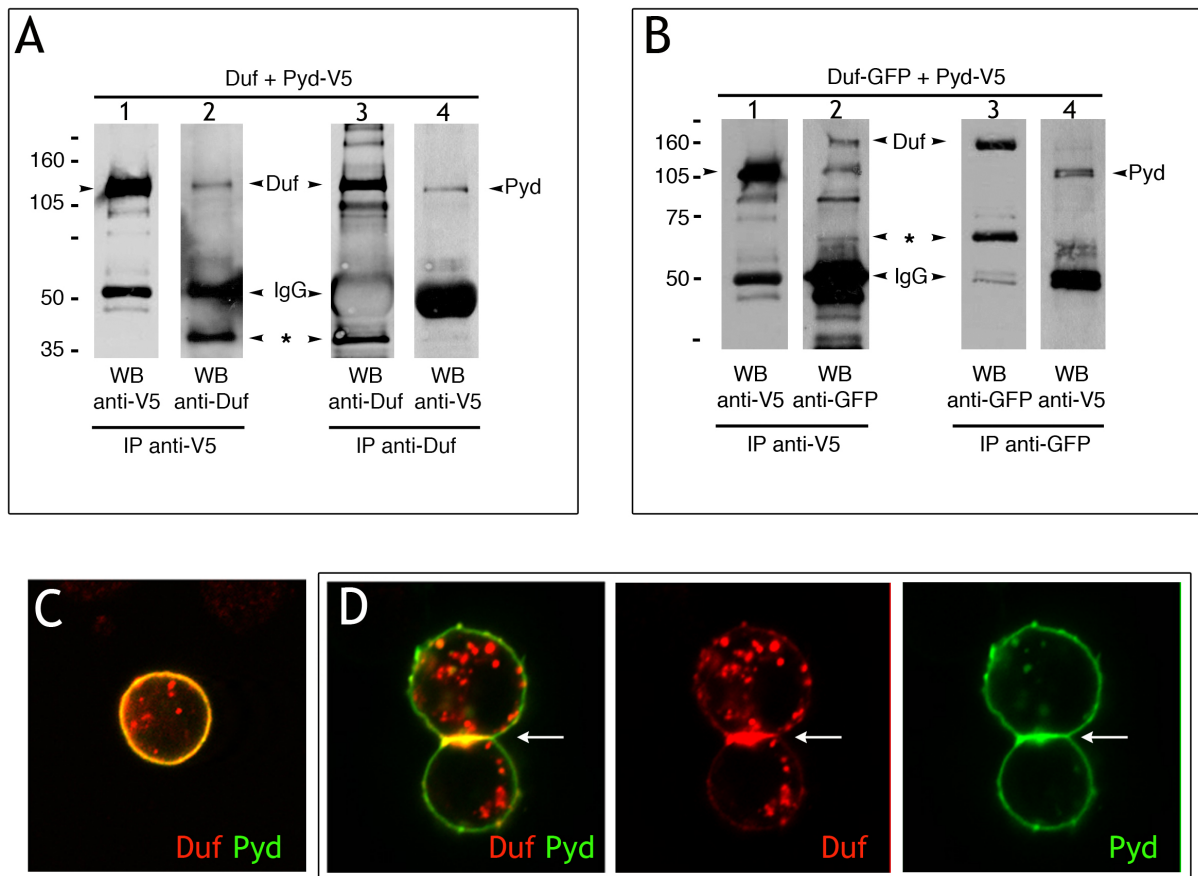 A
Duf + Pyd-V5
1 2 3 4
160 -
105
50 -
35 -
Duf
Pyd
IgG
*
WB anti-V5
WB anti-Duf
WB anti-Duf
WB anti-V5
IP anti-V5
IP anti-Duf
B
Duf-GFP + Pyd-V5
1 2 3 4
160 -
105 -
75 -
50 -
Duf
Pyd
*
IgG
WB anti-V5
WB anti-GFP
WB anti-GFP
WB anti-V5
IP anti-V5
IP anti-GFP
C
Duf Pyd
D
Duf Pyd
Duf
Pyd